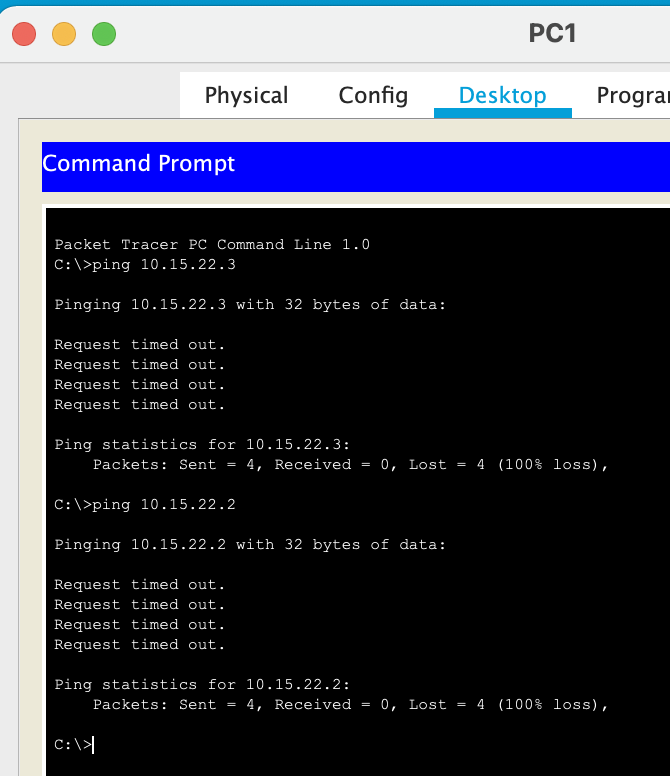 PC1
Physical Config Desktop
Command Prompt
Packet Tracer PC Command Line 1.0
C:\>ping 10.15.22.3
Pinging 10.15.22.3 with 32 bytes of data:
Request timed out.
Request timed out.
Request timed out.
Request timed out.
Ping statistics for 10.15.22.3:
Packets: Sent = 4, Received = 0, Lost = 4 (100% loss),
C:\>ping 10.15.22.2
Pinging 10.15.22.2 with 32 bytes of data:
Request timed out.
Request timed out.
Request timed out.
Request timed out.
Ping statistics for 10.15.22.2:
Packets: Sent = 4, Received = 0, Lost = 4 (100% loss),
C:\>